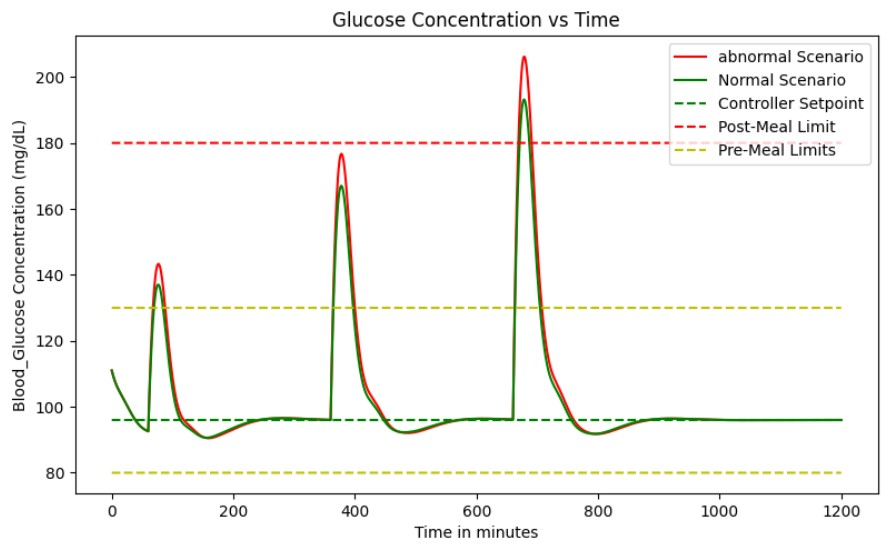 Glucose Concentration vs Time
Blood_Glucose Concentration (mg/dL)
200
180
160
140
120
100
80
abnormal Scenario
Normal Scenario
Controller Setpoint
Post-Meal Limit
Pre-Meal Limits
0 200 400 600 800 1000 1200
Time in minutes